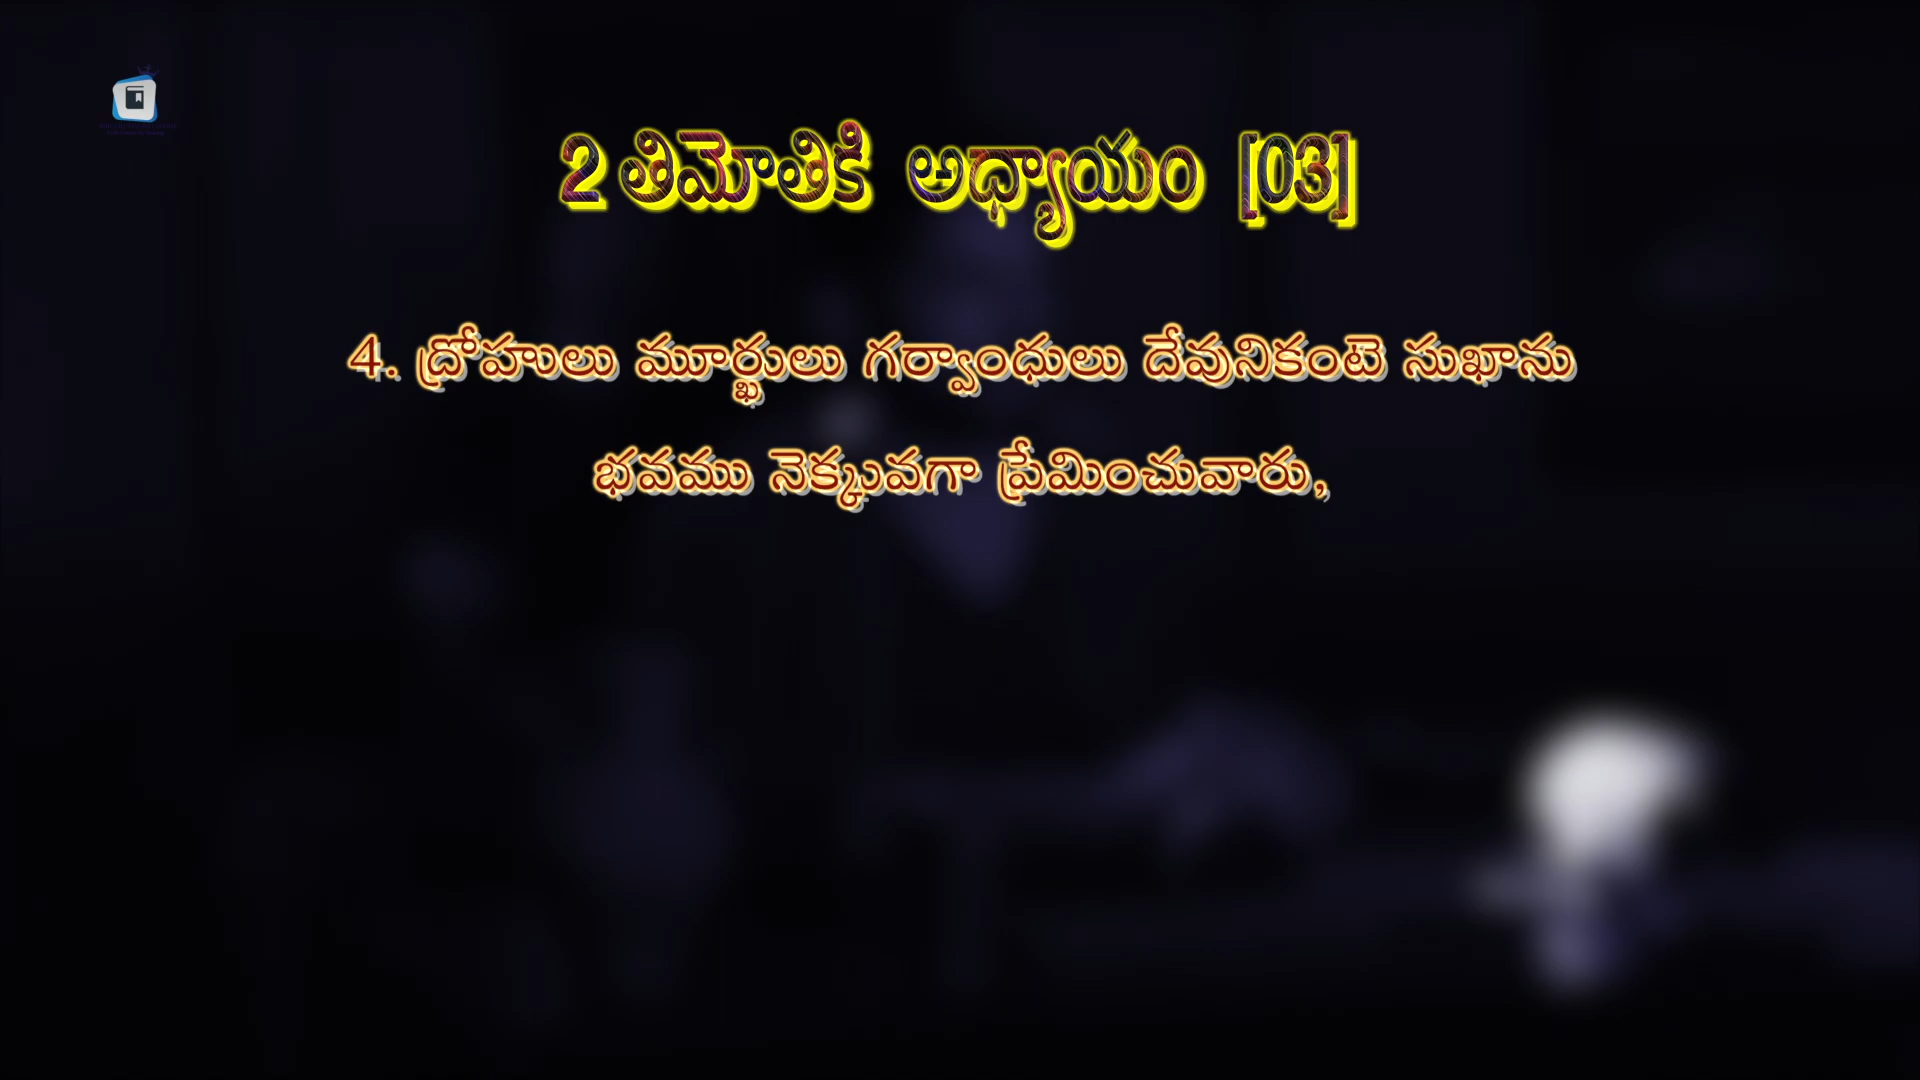 2 తిమోతికి అధ్యాయం [03]
4. ద్రోహులు మూర్ఖులు గర్వాంధులు దేవునికంటె సుఖాను
భవము నెక్కువగా ప్రేమించువారు,